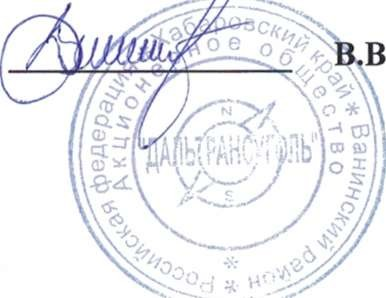 В.В
Российская федерация * Хабаровский край * Ванинский район *
Акционерное общество
"ДАЛЬТРАНСУГОЛЬ"
N
S